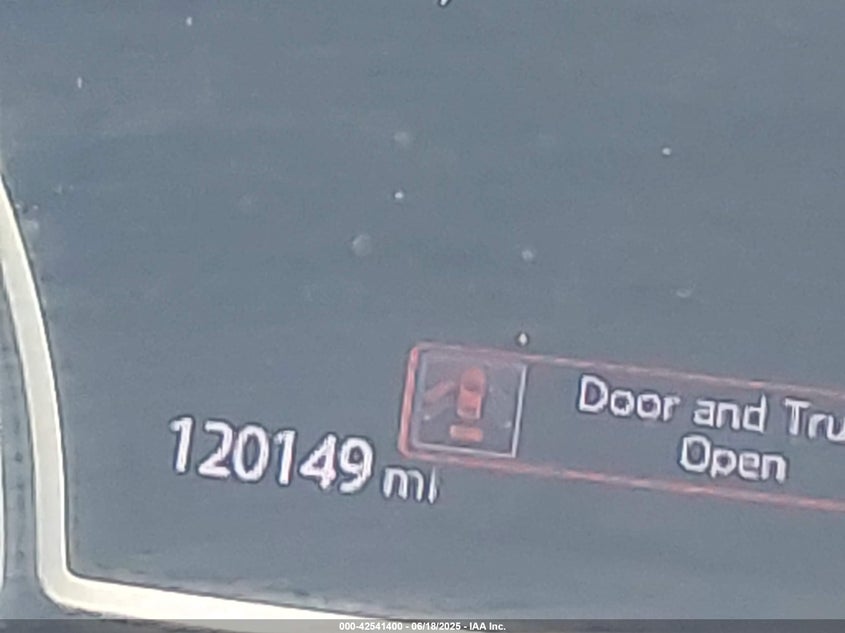 Door and Tru
Open
120149 mi
000-42541400 - 06/18/2025 - IAA Inc.